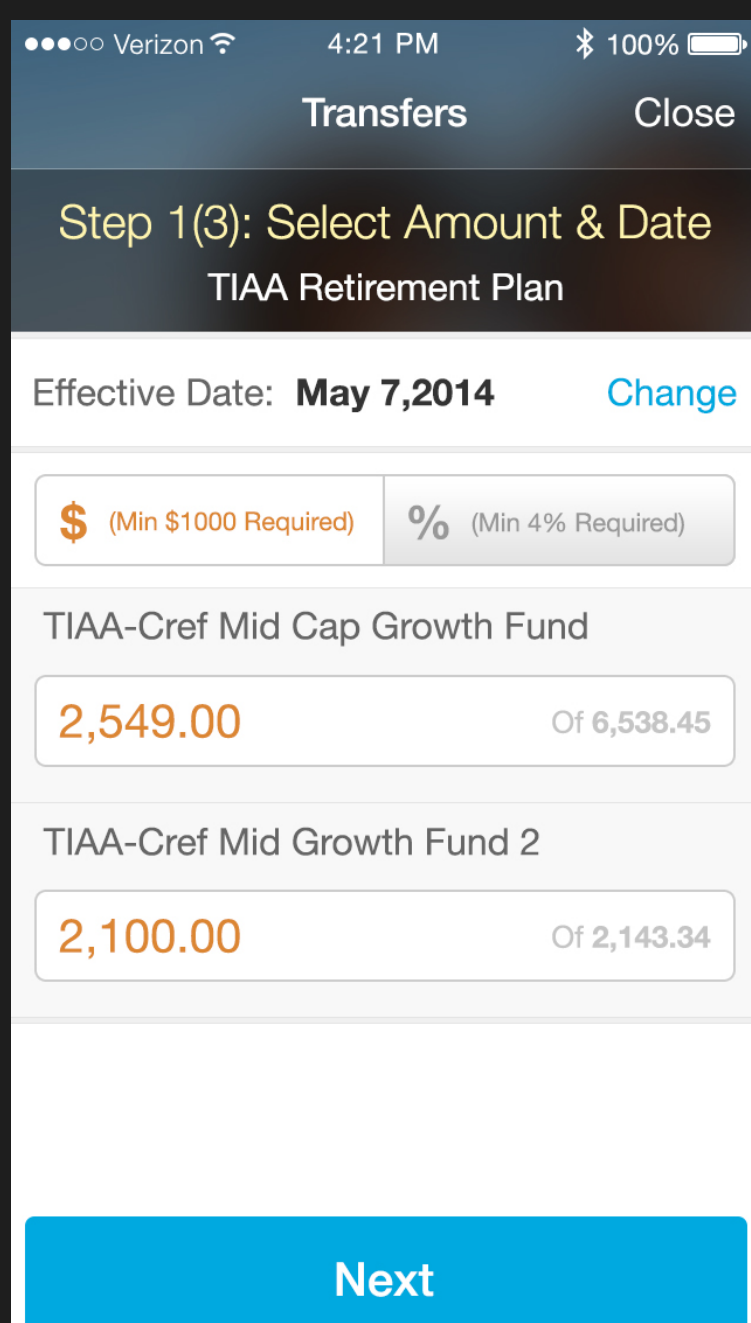 Verizon 4:21 PM 100%
Transfers Close
Step 1(3): Select Amount & Date
TIAA Retirement Plan
Effective Date: May 7,2014 Change
$ (Min $1000 Required) % (Min 4% Required)
TIAA-Cref Mid Cap Growth Fund
2,549.00 Of 6,538.45
TIAA-Cref Mid Growth Fund 2
2,100.00 Of 2,143.34
Next